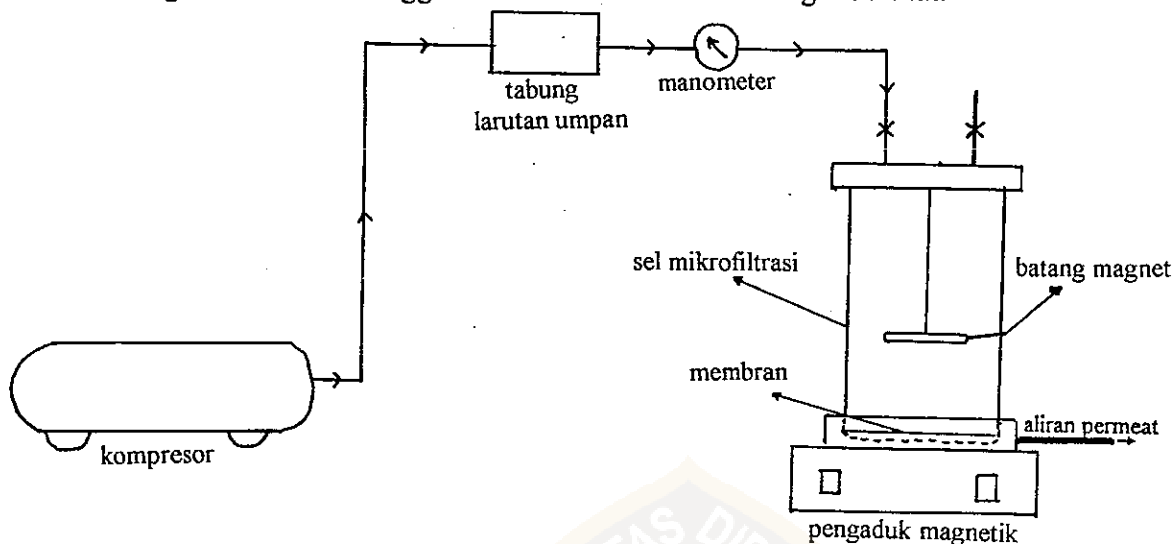 tabung
larutan umpan
manometer
sel mikrofiltrasi
batang magnet
membran
aliran permeat
kompresor
pengaduk magnetik